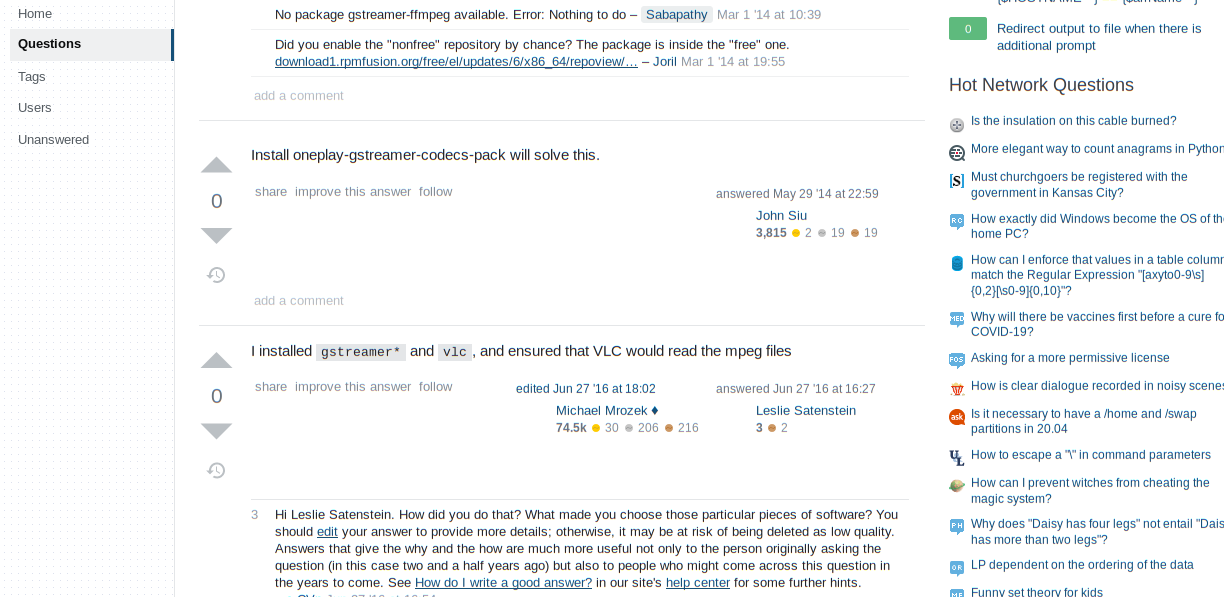 Home
Questions
Tags
Users
Unanswered
No package gstreamer-ffmpeg available. Error: Nothing to do – Sabapathy Mar 1 '14 at 10:39
Did you enable the "nonfree" repository by chance? The package is inside the "free" one.
download1.rpmfusion.org/free/el/updates/6/x86_64/repoview/… – Joril Mar 1 '14 at 19:55
add a comment
0
Install oneplay-gstreamer-codecs-pack will solve this.
share improve this answer follow
answered May 29 '14 at 22:59
John Siu
3,815 2 19 19
add a comment
0
I installed gstreamer* and vlc, and ensured that VLC would read the mpeg files
share improve this answer follow
edited Jun 27 '16 at 18:02
Michael Mrozek ♦
74.5k 30 206 216
answered Jun 27 '16 at 16:27
Leslie Satenstein
3 2
3
Hi Leslie Satenstein. How did you do that? What made you choose those particular pieces of software? You
should edit your answer to provide more details; otherwise, it may be at risk of being deleted as low quality.
Answers that give the why and the how are much more useful not only to the person originally asking the
question (in this case two and a half years ago) but also to people who might come across this question in
the years to come. See How do I write a good answer? in our site's help center for some further hints.
0
Redirect output to file when there is
additional prompt
Hot Network Questions
Is the insulation on this cable burned?
More elegant way to count anagrams in Python
Must churchgoers be registered with the
government in Kansas City?
How exactly did Windows become the OS of the
home PC?
How can I enforce that values in a table column
match the Regular Expression "[axyto0-9\s]
{0,2}[\s0-9]{0,10}"?
Why will there be vaccines first before a cure fo
COVID-19?
Asking for a more permissive license
How is clear dialogue recorded in noisy scenes
Is it necessary to have a /home and /swap
partitions in 20.04
How to escape a "\" in command parameters
How can I prevent witches from cheating the
magic system?
Why does "Daisy has four legs" not entail "Dais
has more than two legs"?
LP dependent on the ordering of the data
Funny set theory for kids